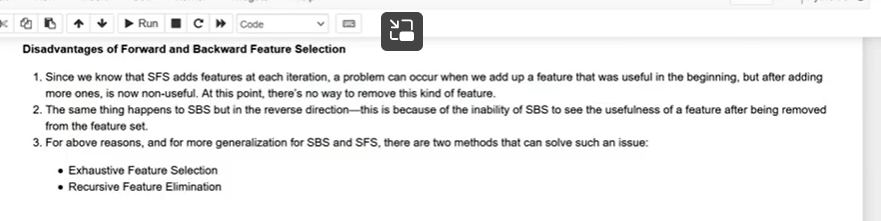 Run
Code
Disadvantages of Forward and Backward Feature Selection
1. Since we know that SFS adds features at each iteration, a problem can occur when we add up a feature that was useful in the beginning, but after adding
more ones, is now non-useful. At this point, there's no way to remove this kind of feature.
2. The same thing happens to SBS but in the reverse direction—this is because of the inability of SBS to see the usefulness of a feature after being removed
from the feature set.
3. For above reasons, and for more generalization for SBS and SFS, there are two methods that can solve such an issue:
• Exhaustive Feature Selection
• Recursive Feature Elimination